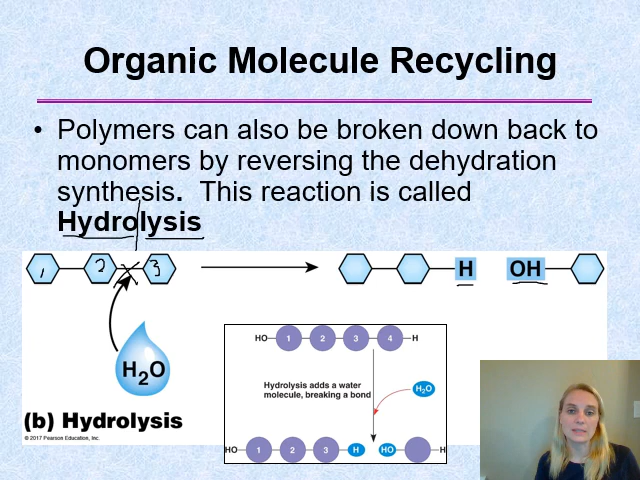 Organic Molecule Recycling
• Polymers can also be broken down back to
monomers by reversing the dehydration
synthesis. This reaction is called
Hydrolysis
1 2 3 H OH
H2O
(b) Hydrolysis
© 2017 Pearson Education, Inc.
HO 1 2 3 4 H
Hydrolysis adds a water
molecule, breaking a bond
H2O
HO 1 2 3 H HO H